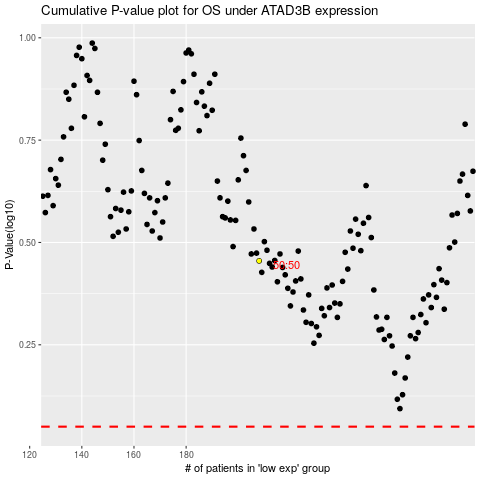 Cumulative P-value plot for OS under ATAD3B expression
P-Value(log10)
1.00
0.75
0.50
0.25
50:50
120 140 160 180
# of patients in 'low exp' group